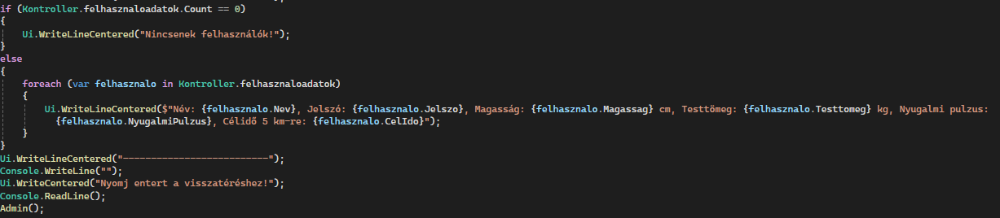 if (Kontroller.felhasznaloadatok.Count == 0)
{
Ui.WriteLineCentered("Nincsenek felhasználók!");
}
else
{
foreach (var felhasznalo in Kontroller.felhasznaloadatok)
{
Ui.WriteLineCentered($"Név: {felhasznalo.Nev}, Jelszó: {felhasznalo.Jelszo}, Magasság: {felhasznalo.Magassag} cm, Testtömeg: {felhasznalo.Testtomeg} kg, Nyugalmi pulzus:
{felhasznalo.NyugalmiPulzus}, Célidő 5 km-re: {felhasznalo.CelIdo}");
}
}
Ui.WriteLineCentered("--------------------------");
Console.WriteLine("");
Ui.WriteCentered("Nyomj entert a visszatéréshez!");
Console.ReadLine();
Admin();